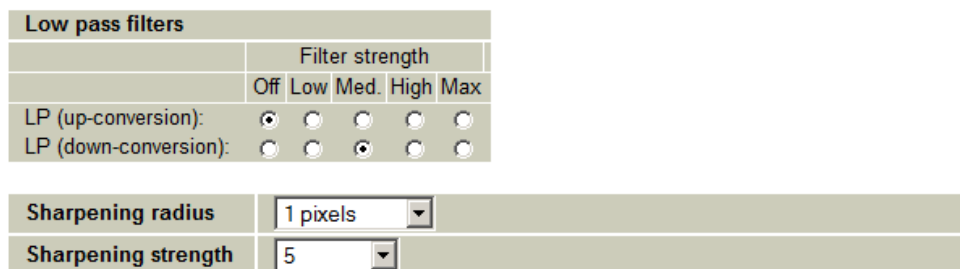 Low pass filters
Filter strength
Off Low Med. High Max
LP (up-conversion):
LP (down-conversion):
Sharpening radius 1 pixels
Sharpening strength 5